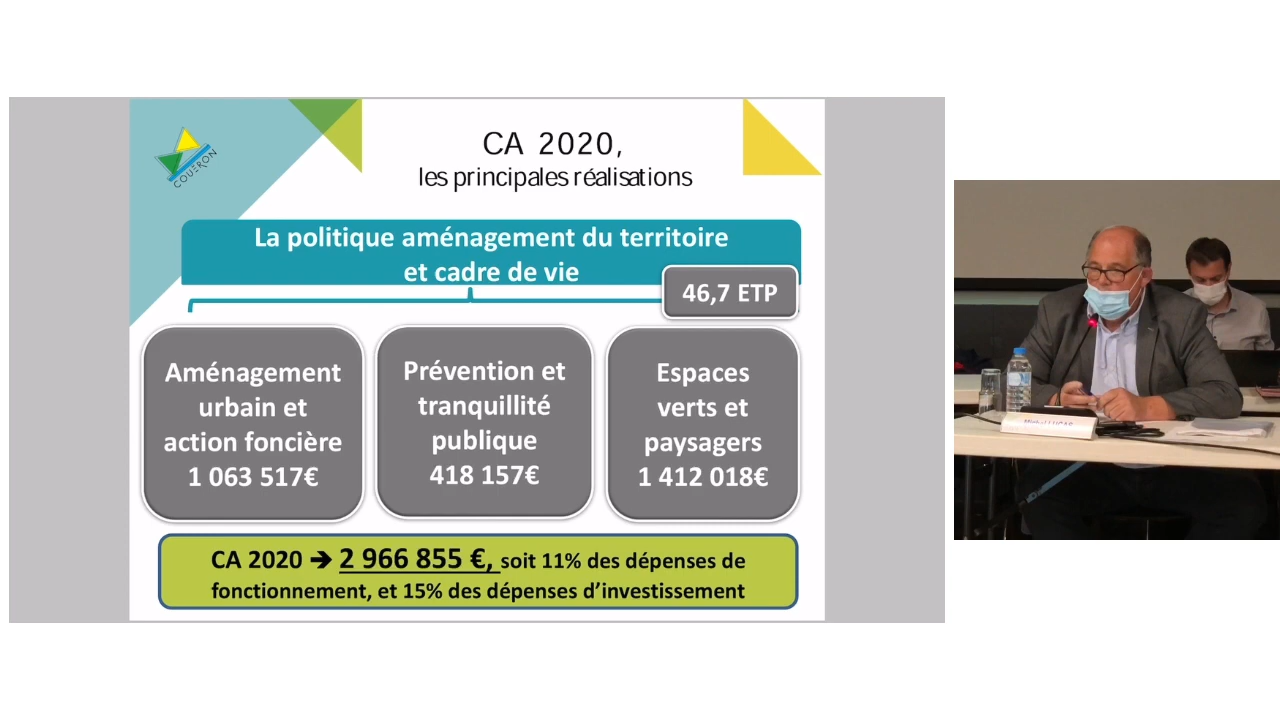 COUERON
CA 2020,
les principales réalisations
La politique aménagement du territoire
et cadre de vie
46,7 ETP
Aménagement
urbain et
action foncière
1 063 517€
Prévention et
tranquillité
publique
418 157€
Espaces
verts et
paysagers
1 412 018€
CA 2020 ➔ 2 966 855 €, soit 11% des dépenses de
fonctionnement, et 15% des dépenses d'investissement
LUCAS